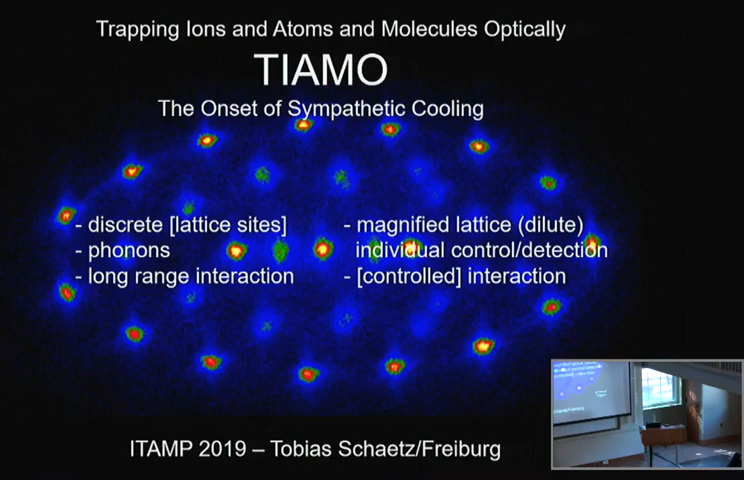 Trapping Ions and Atoms and Molecules Optically
TIAMO
The Onset of Sympathetic Cooling
- discrete [lattice sites]
- phonons
- long range interaction
- magnified lattice (dilute)
individual control/detection
- [controlled] interaction
ITAMP 2019 – Tobias Schaetz/Freiburg